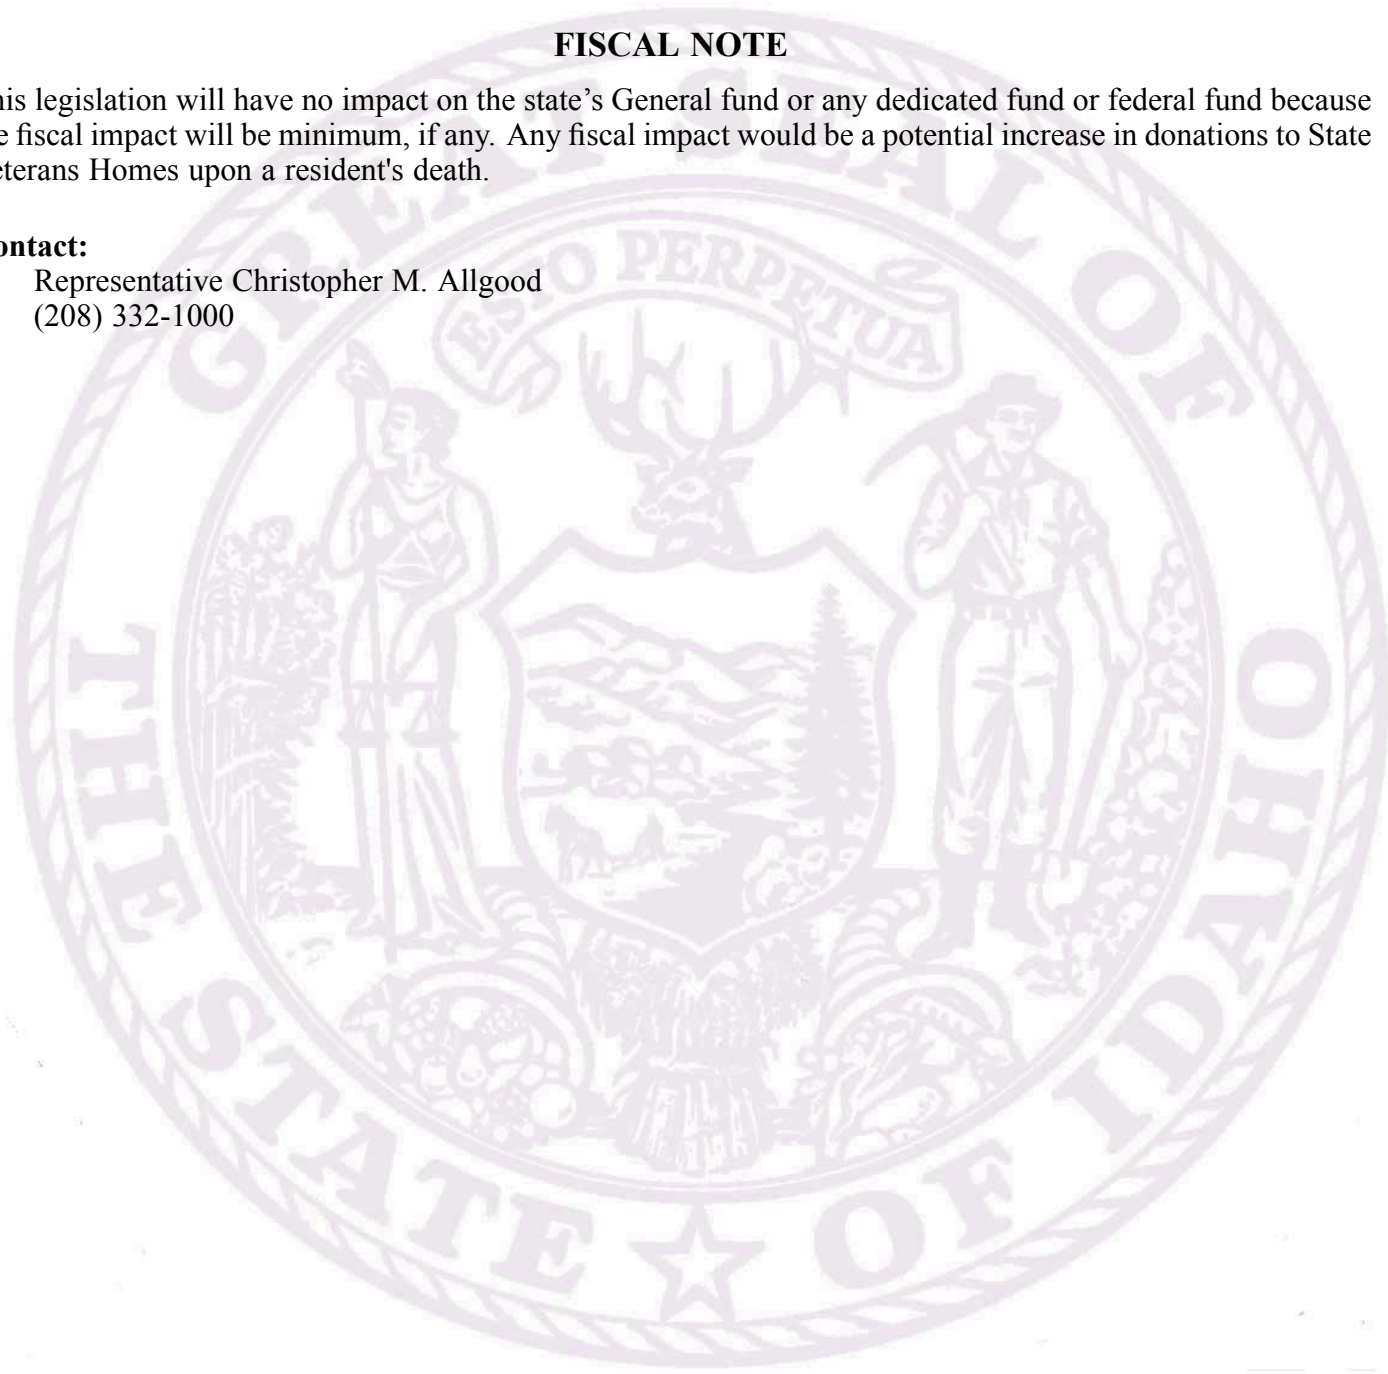 FISCAL NOTE
his legislation will have no impact on the state’s General fund or any dedicated fund or federal fund because
e fiscal impact will be minimum, if any. Any fiscal impact would be a potential increase in donations to State
eterans Homes upon a resident's death.
ontact:
Representative Christopher M. Allgood
(208) 332-1000
GREAT SEAL OF
ESTO PERPETUA
THE STATE OF IDAHO